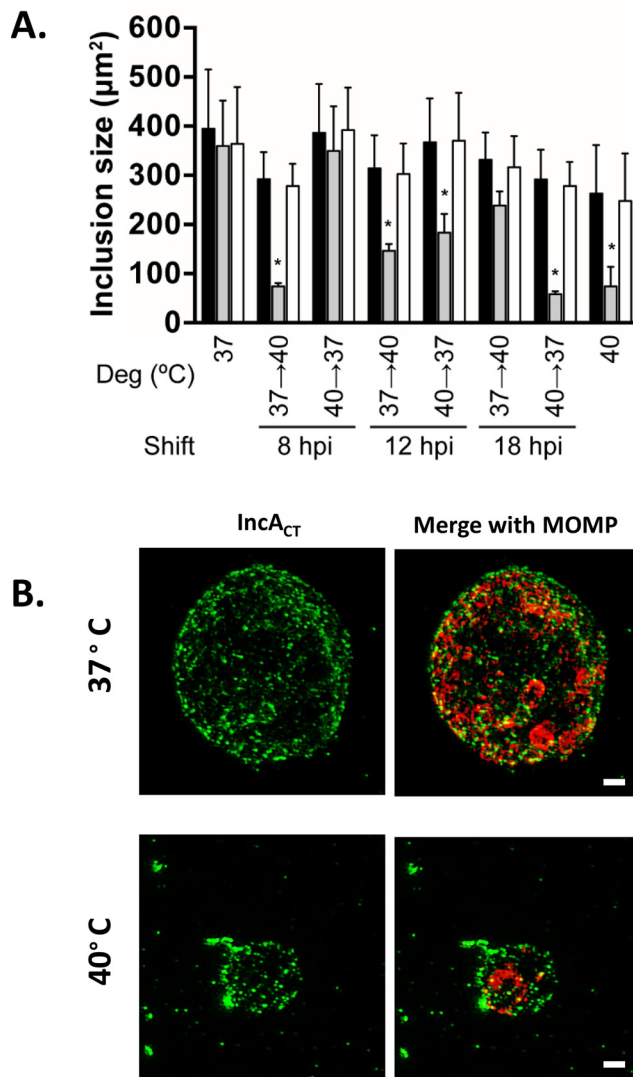 A.
Inclusion size (µm²)
600
500
400
300
200
100
0
* * * * *
Deg (ºC)
37
37→40
40→37
37→40
40→37
37→40
40→37
40
Shift
8 hpi
12 hpi
18 hpi
IncA_CT
Merge with MOMP
B.
37° C
40° C